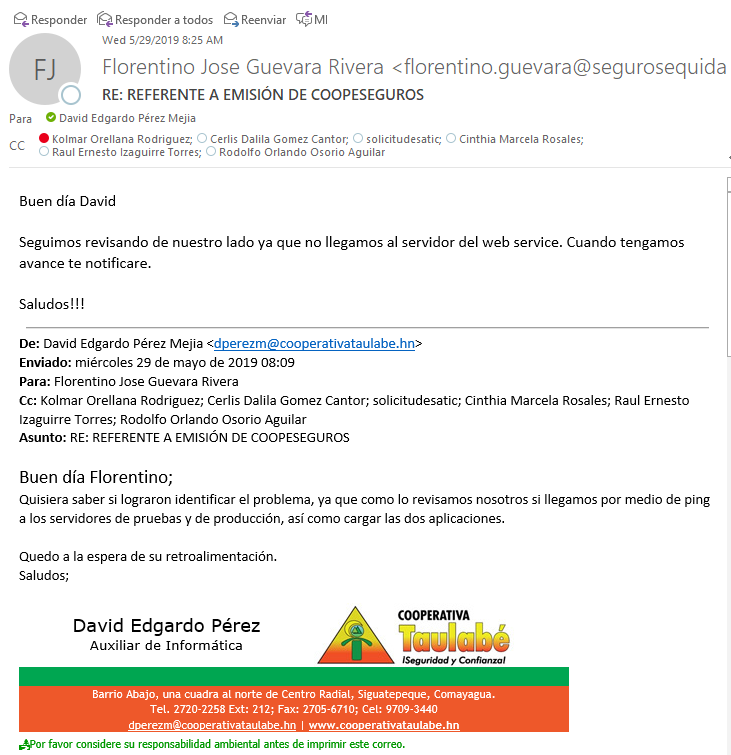 Responder Responder a todos Reenviar MI
Wed 5/29/2019 8:25 AM
FJ
Florentino Jose Guevara Rivera <florentino.guevara@segurosequida
RE: REFERENTE A EMISIÓN DE COOPESEGUROS
Para David Edgardo Pérez Mejia
CC Kolmar Orellana Rodriguez; Cerlis Dalila Gomez Cantor; solicitudesatic; Cinthia Marcela Rosales;
Raul Ernesto Izaguirre Torres; Rodolfo Orlando Osorio Aguilar
Buen día David
Seguimos revisando de nuestro lado ya que no llegamos al servidor del web service. Cuando tengamos
avance te notificare.
Saludos!!!
De: David Edgardo Pérez Mejia <dperezm@cooperativataulabe.hn>
Enviado: miércoles 29 de mayo de 2019 08:09
Para: Florentino Jose Guevara Rivera
Cc: Kolmar Orellana Rodriguez; Cerlis Dalila Gomez Cantor; solicitudesatic; Cinthia Marcela Rosales; Raul Ernesto
Izaguirre Torres; Rodolfo Orlando Osorio Aguilar
Asunto: RE: REFERENTE A EMISIÓN DE COOPESEGUROS
Buen día Florentino;
Quisiera saber si lograron identificar el problema, ya que como lo revisamos nosotros si llegamos por medio de ping
a los servidores de pruebas y de producción, así como cargar las dos aplicaciones.
Quedo a la espera de su retroalimentación.
Saludos;
David Edgardo Pérez
Auxiliar de Informática
COOPERATIVA
Taulabé
¡Seguridad y Confianza!
Barrio Abajo, una cuadra al norte de Centro Radial, Siguatepeque, Comayagua.
Tel. 2720-2258 Ext: 212; Fax: 2705-6710; Cel: 9709-3440
dperezm@cooperativataulabe.hn | www.cooperativataulabe.hn
Por favor considere su responsabilidad ambiental antes de imprimir este correo.